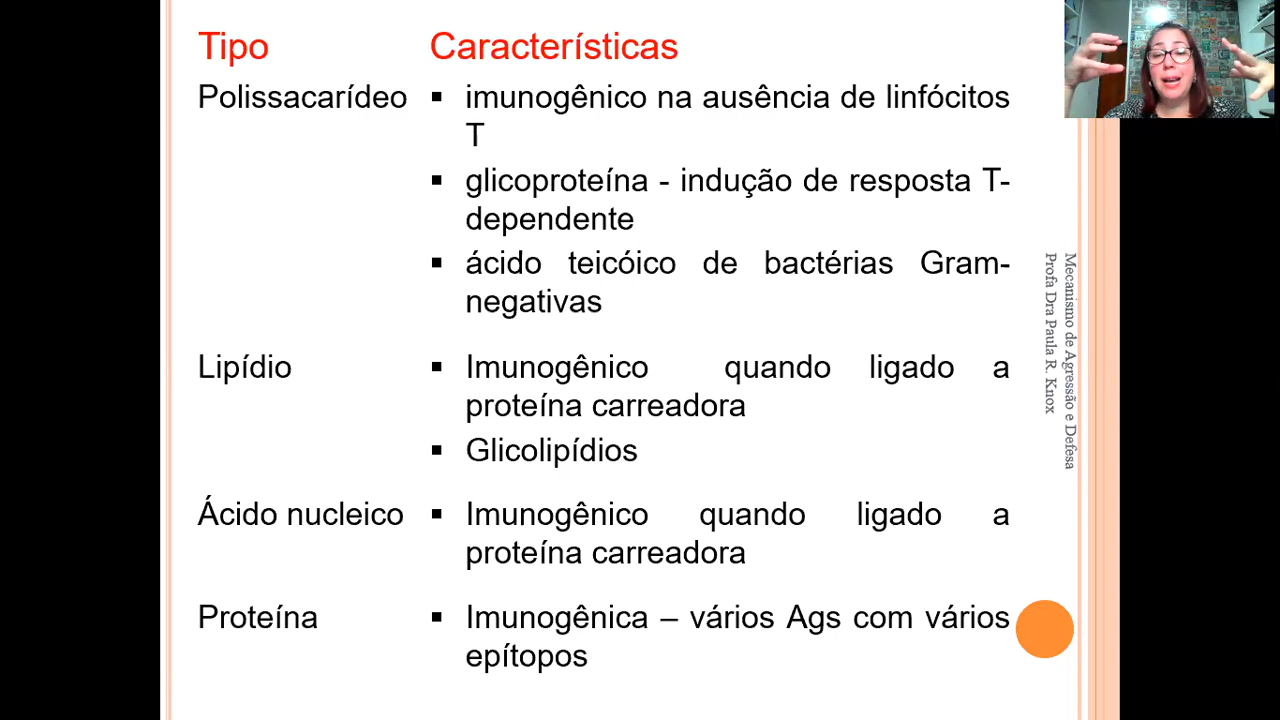 Tipo Características
Polissacarídeo ▪ imunogênico na ausência de linfócitos
T
▪ glicoproteína - indução de resposta T-
dependente
▪ ácido teicóico de bactérias Gram-
negativas
Lipídio ▪ Imunogênico quando ligado a
proteína carreadora
▪ Glicolipídios
Ácido nucleico ▪ Imunogênico quando ligado a
proteína carreadora
Proteína ▪ Imunogênica – vários Ags com vários
epítopos
Mecanismo de Agressão e Defesa
Profa Dra Paula R. Knox